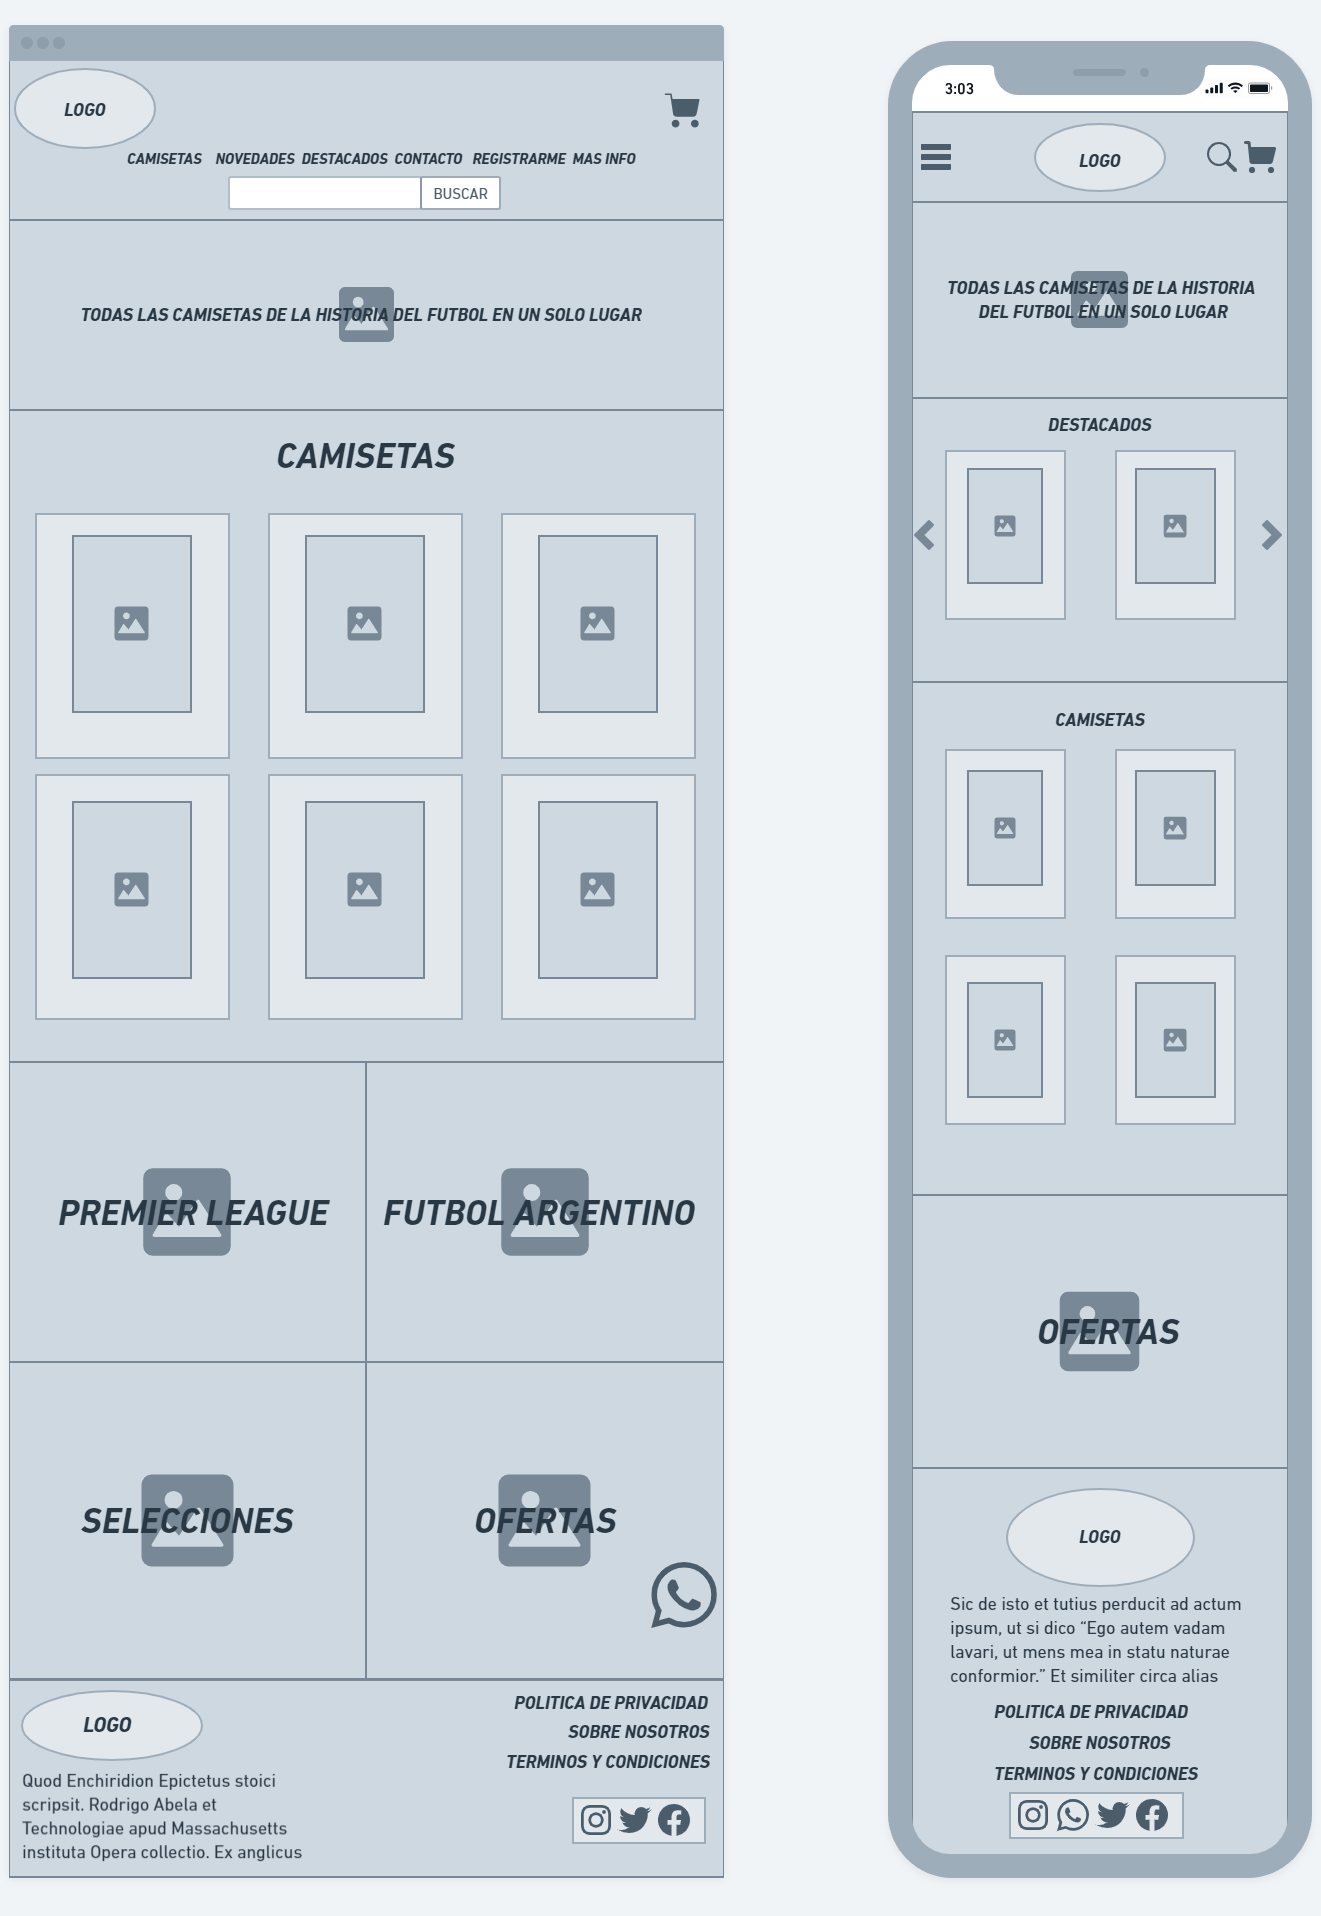 LOGO
CAMISETAS NOVEDADES DESTACADOS CONTACTO REGISTRARME MAS INFO
BUSCAR
TODAS LAS CAMISETAS DE LA HISTORIA DEL FUTBOL EN UN SOLO LUGAR
CAMISETAS
PREMIER LEAGUE
FUTBOL ARGENTINO
SELECCIONES
OFERTAS
LOGO
Quod Enchiridion Epictetus stoici
scripsit. Rodrigo Abela et
Technologiae apud Massachusetts
instituta Opera collectio. Ex anglicus
POLITICA DE PRIVACIDAD
SOBRE NOSOTROS
TERMINOS Y CONDICIONES
3:03
LOGO
TODAS LAS CAMISETAS DE LA HISTORIA
DEL FUTBOL EN UN SOLO LUGAR
DESTACADOS
CAMISETAS
OFERTAS
LOGO
Sic de isto et tutius perducit ad actum
ipsum, ut si dico “Ego autem vadam
lavari, ut mens mea in statu naturae
conformior.” Et similiter circa alias
POLITICA DE PRIVACIDAD
SOBRE NOSOTROS
TERMINOS Y CONDICIONES